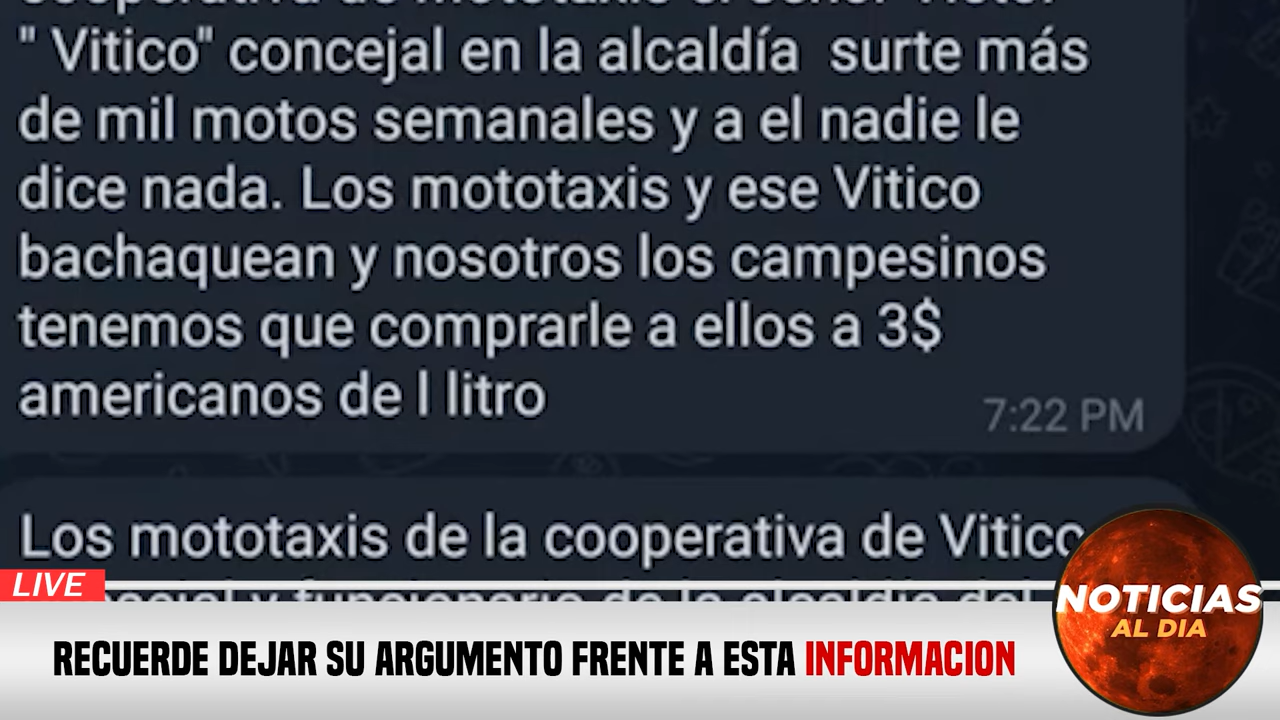 " Vitico" concejal en la alcaldía surte más
de mil motos semanales y a el nadie le
dice nada. Los mototaxis y ese Vitico
bachaquean y nosotros los campesinos
tenemos que comprarle a ellos a 3$
americanos de l litro
7:22 PM
Los mototaxis de la cooperativa de Vitico
LIVE
RECUERDE DEJAR SU ARGUMENTO FRENTE A ESTA INFORMACION
NOTICIAS
AL DIA